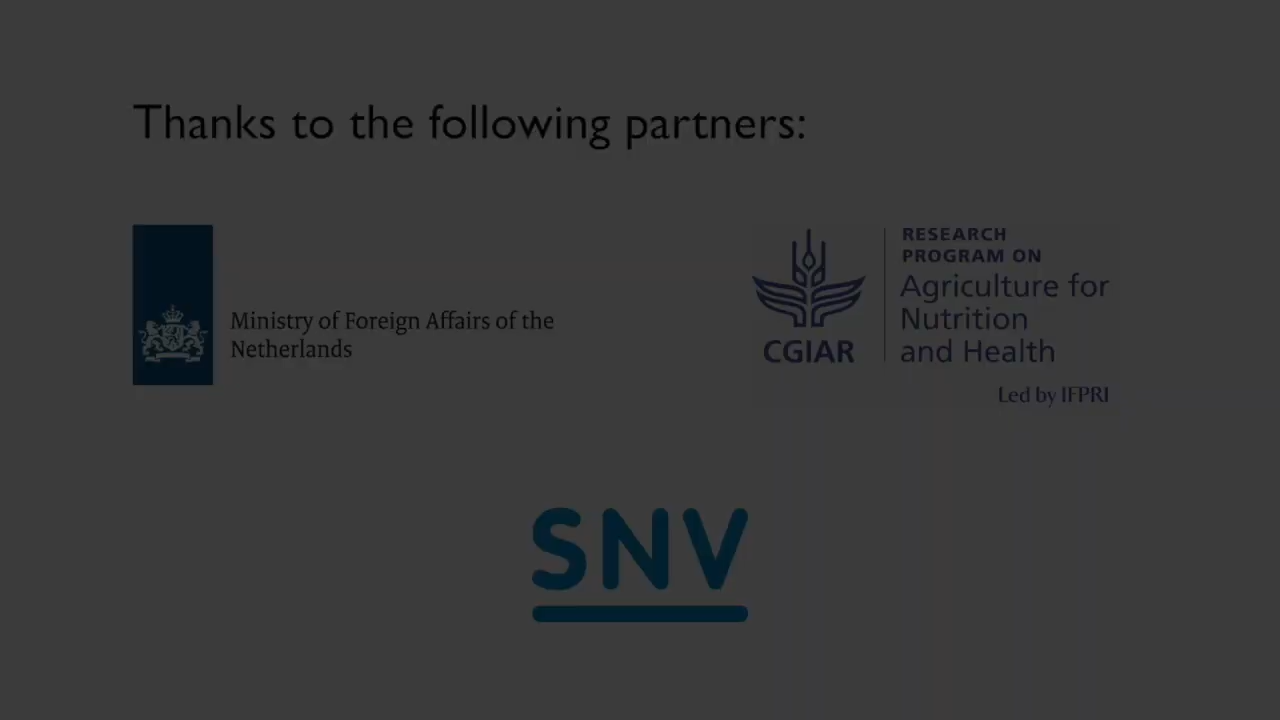 Thanks to the following partners:
Ministry of Foreign Affairs of the
Netherlands
RESEARCH
PROGRAM ON
Agriculture for
Nutrition
and Health
CGIAR
Led by IFPRI
SNV